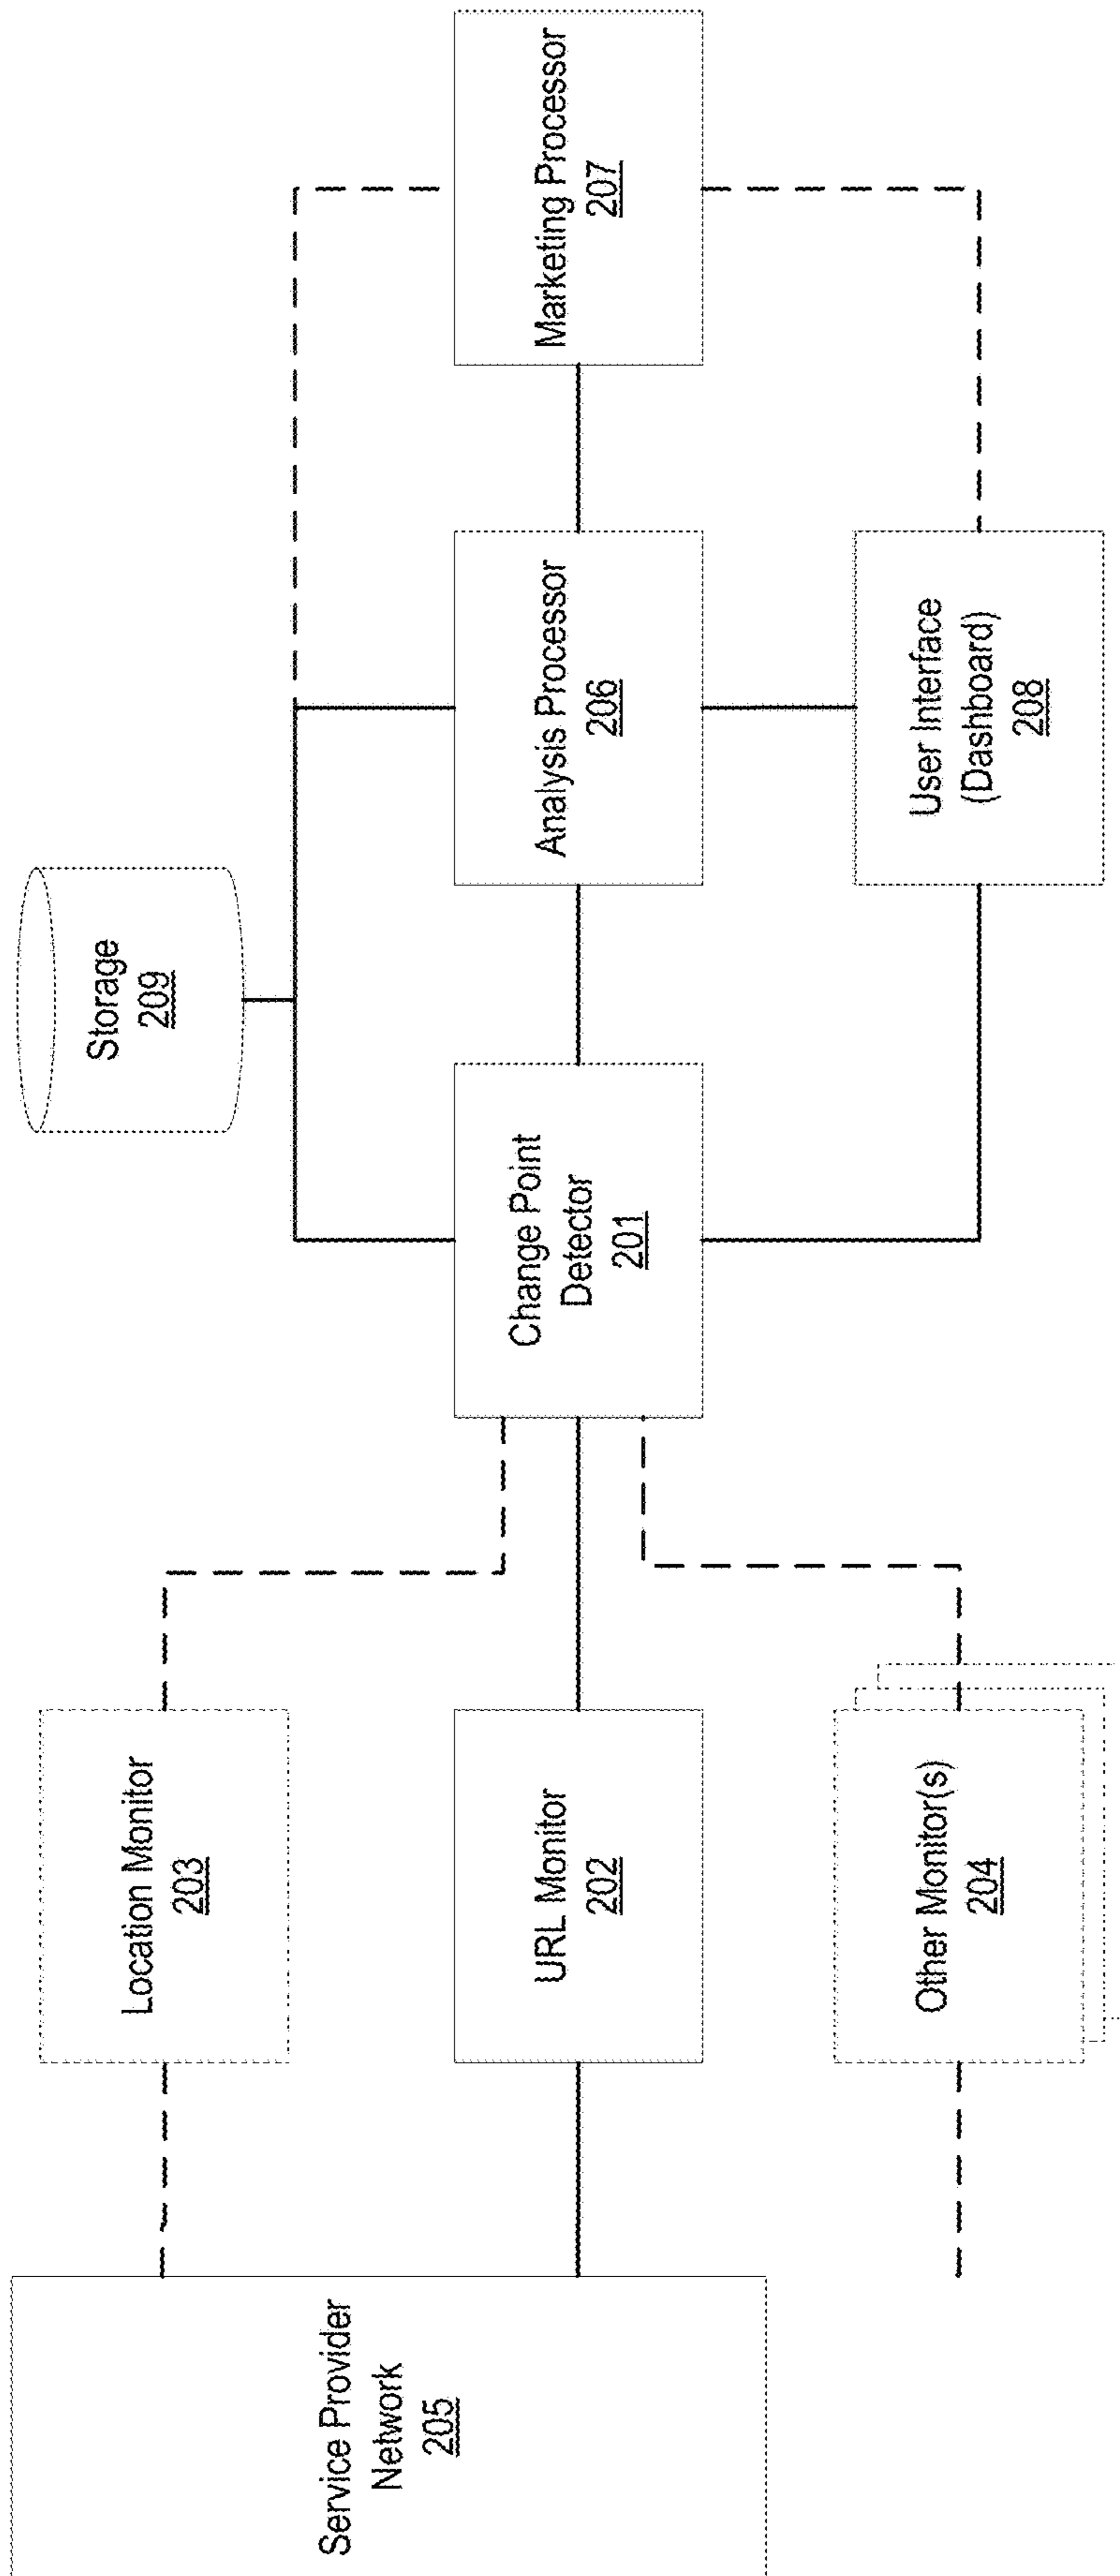 Service Provider
Network
205
Location Monitor
203
URL Monitor
202
Other Monitor(s)
204
Change Point
Detector
201
Storage
209
Analysis Processor
206
User Interface
(Dashboard)
208
Marketing Processor
207